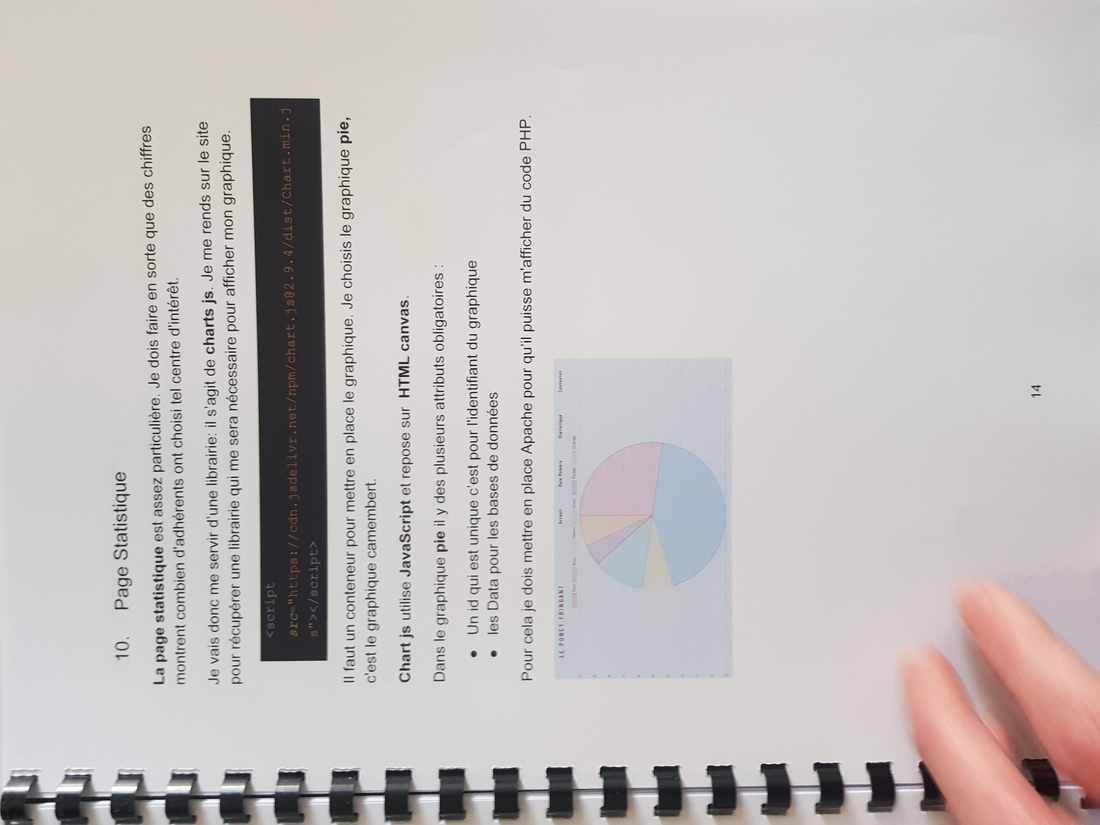 10. Page Statistique
La page statistique est assez particulière. Je dois faire en sorte que des chiffres
montrent combien d'adhérents ont choisi tel centre d'intérêt.
Je vais donc me servir d'une librairie: il s'agit de charts js. Je me rends sur le site
pour récupérer une librairie qui me sera nécessaire pour afficher mon graphique.
<script
src="https://cdn.jsdelivr.net/npm/chart.js@2.9.4/dist/Chart.min.j
s"></script>
Il faut un conteneur pour mettre en place le graphique. Je choisis le graphique pie,
c'est le graphique camembert.
Chart js utilise JavaScript et repose sur HTML canvas.
Dans le graphique pie il y des plusieurs attributs obligatoires :
• Un id qui est unique c'est pour l'identifiant du graphique
• les Data pour les bases de données
Pour cela je dois mettre en place Apache pour qu'il puisse m'afficher du code PHP.
LE PONEY FRINGANT Accueil Statistique Connexion
Red Blue Yellow Green Purple Orange
14